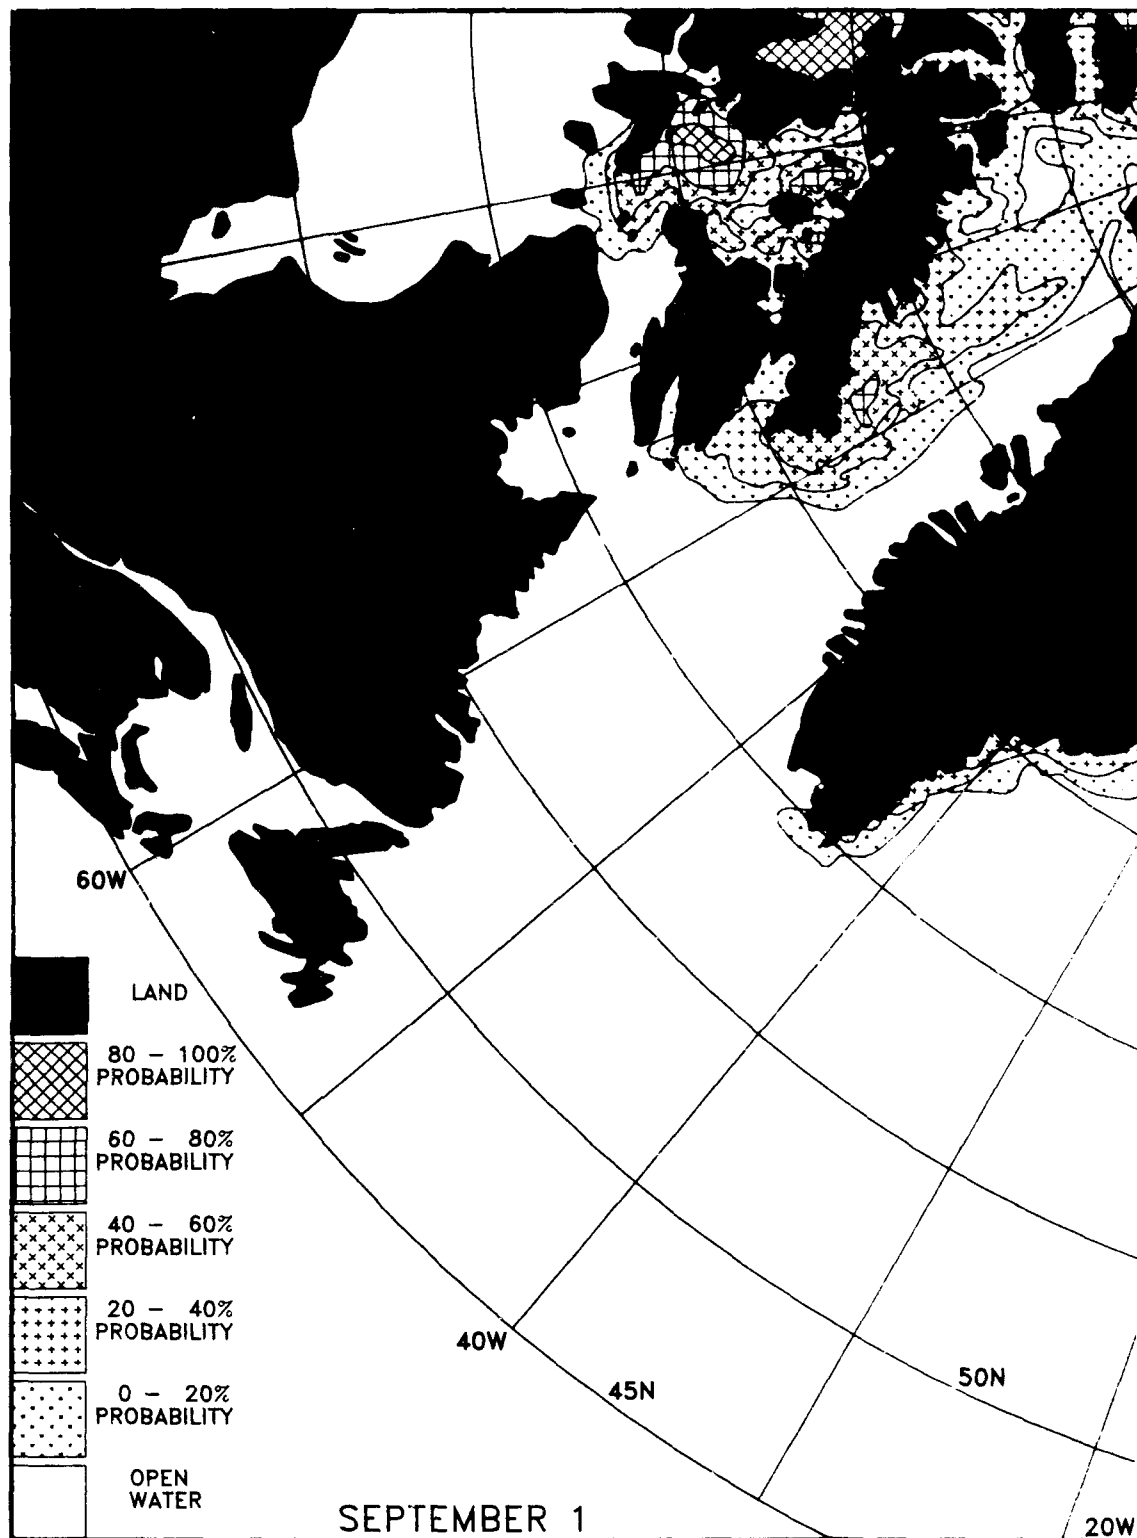 60W
LAND
80 – 100%
PROBABILITY
60 – 80%
PROBABILITY
40 – 60%
PROBABILITY
20 – 40%
PROBABILITY
0 – 20%
PROBABILITY
OPEN
WATER
40W
45N
50N
20W
SEPTEMBER 1